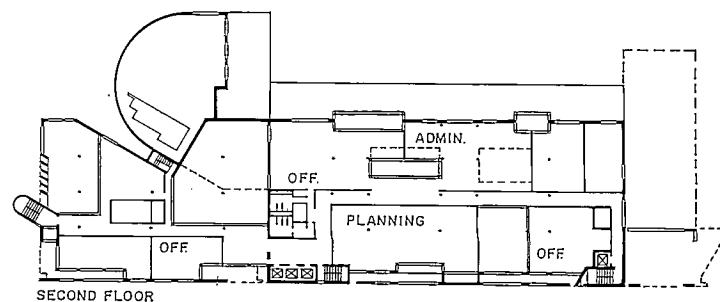 ADMIN.
OFF.
PLANNING
OFF.
OFF.
SECOND FLOOR